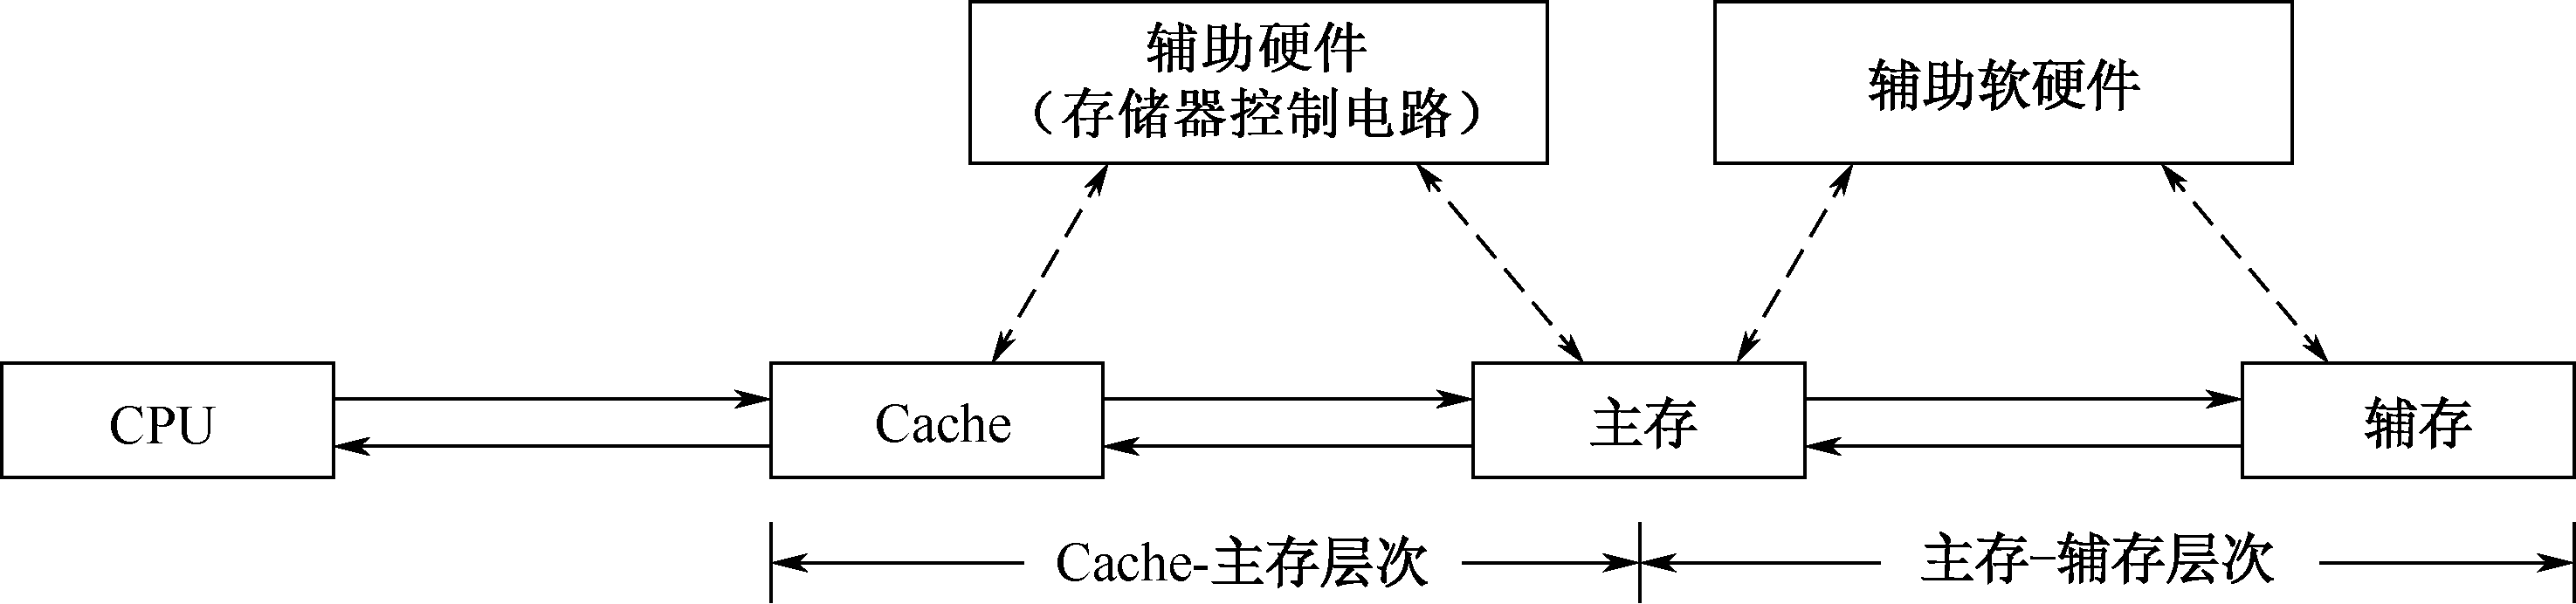 辅助硬件
（存储器控制电路）
辅助软硬件
CPU
Cache
主存
辅存
Cache-主存层次
主存-辅存层次